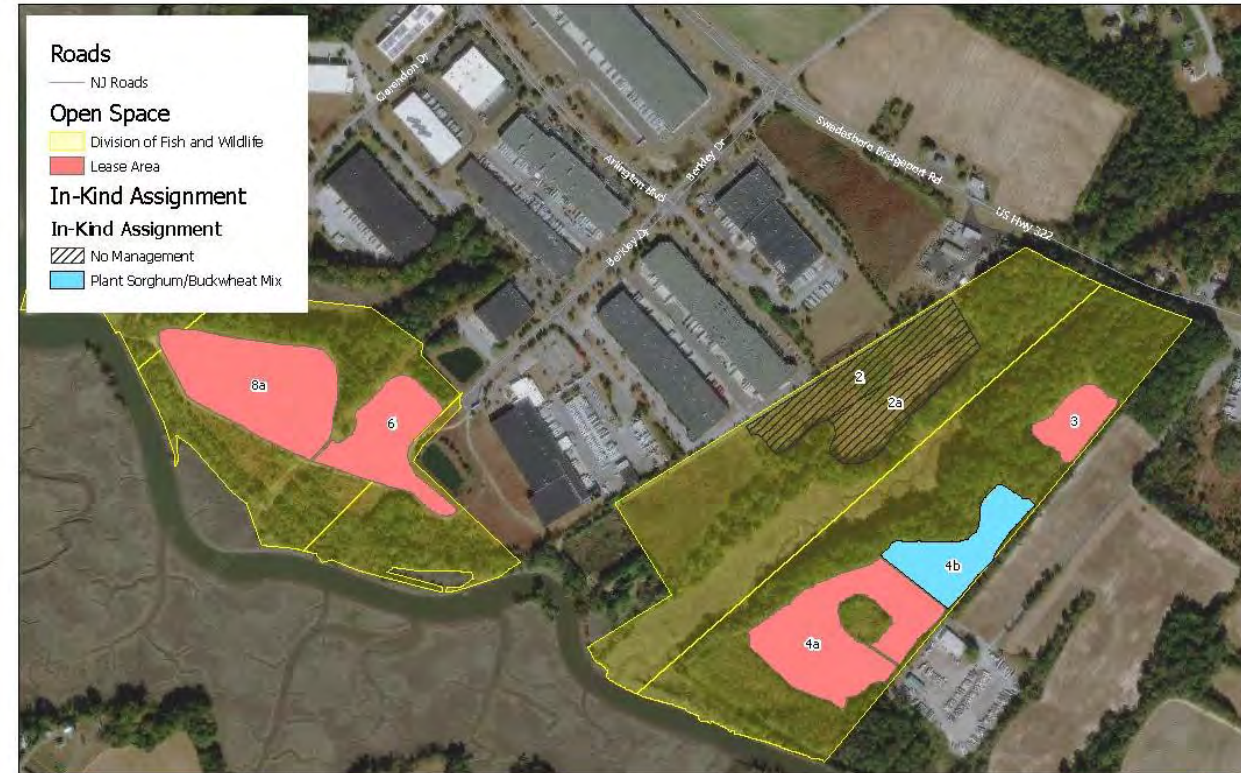 Roads
NJ Roads
Open Space
Division of Fish and Wildlife
Lease Area
In-Kind Assignment
In-Kind Assignment
No Management
Plant Sorghum/Buckwheat Mix
Clarendon Dr
Arlington Blvd
Berkley Dr
Berkley Dr
Swedesboro Bridgeport Rd
US Hwy 322
2
2a
8a
6
3
4b
4a